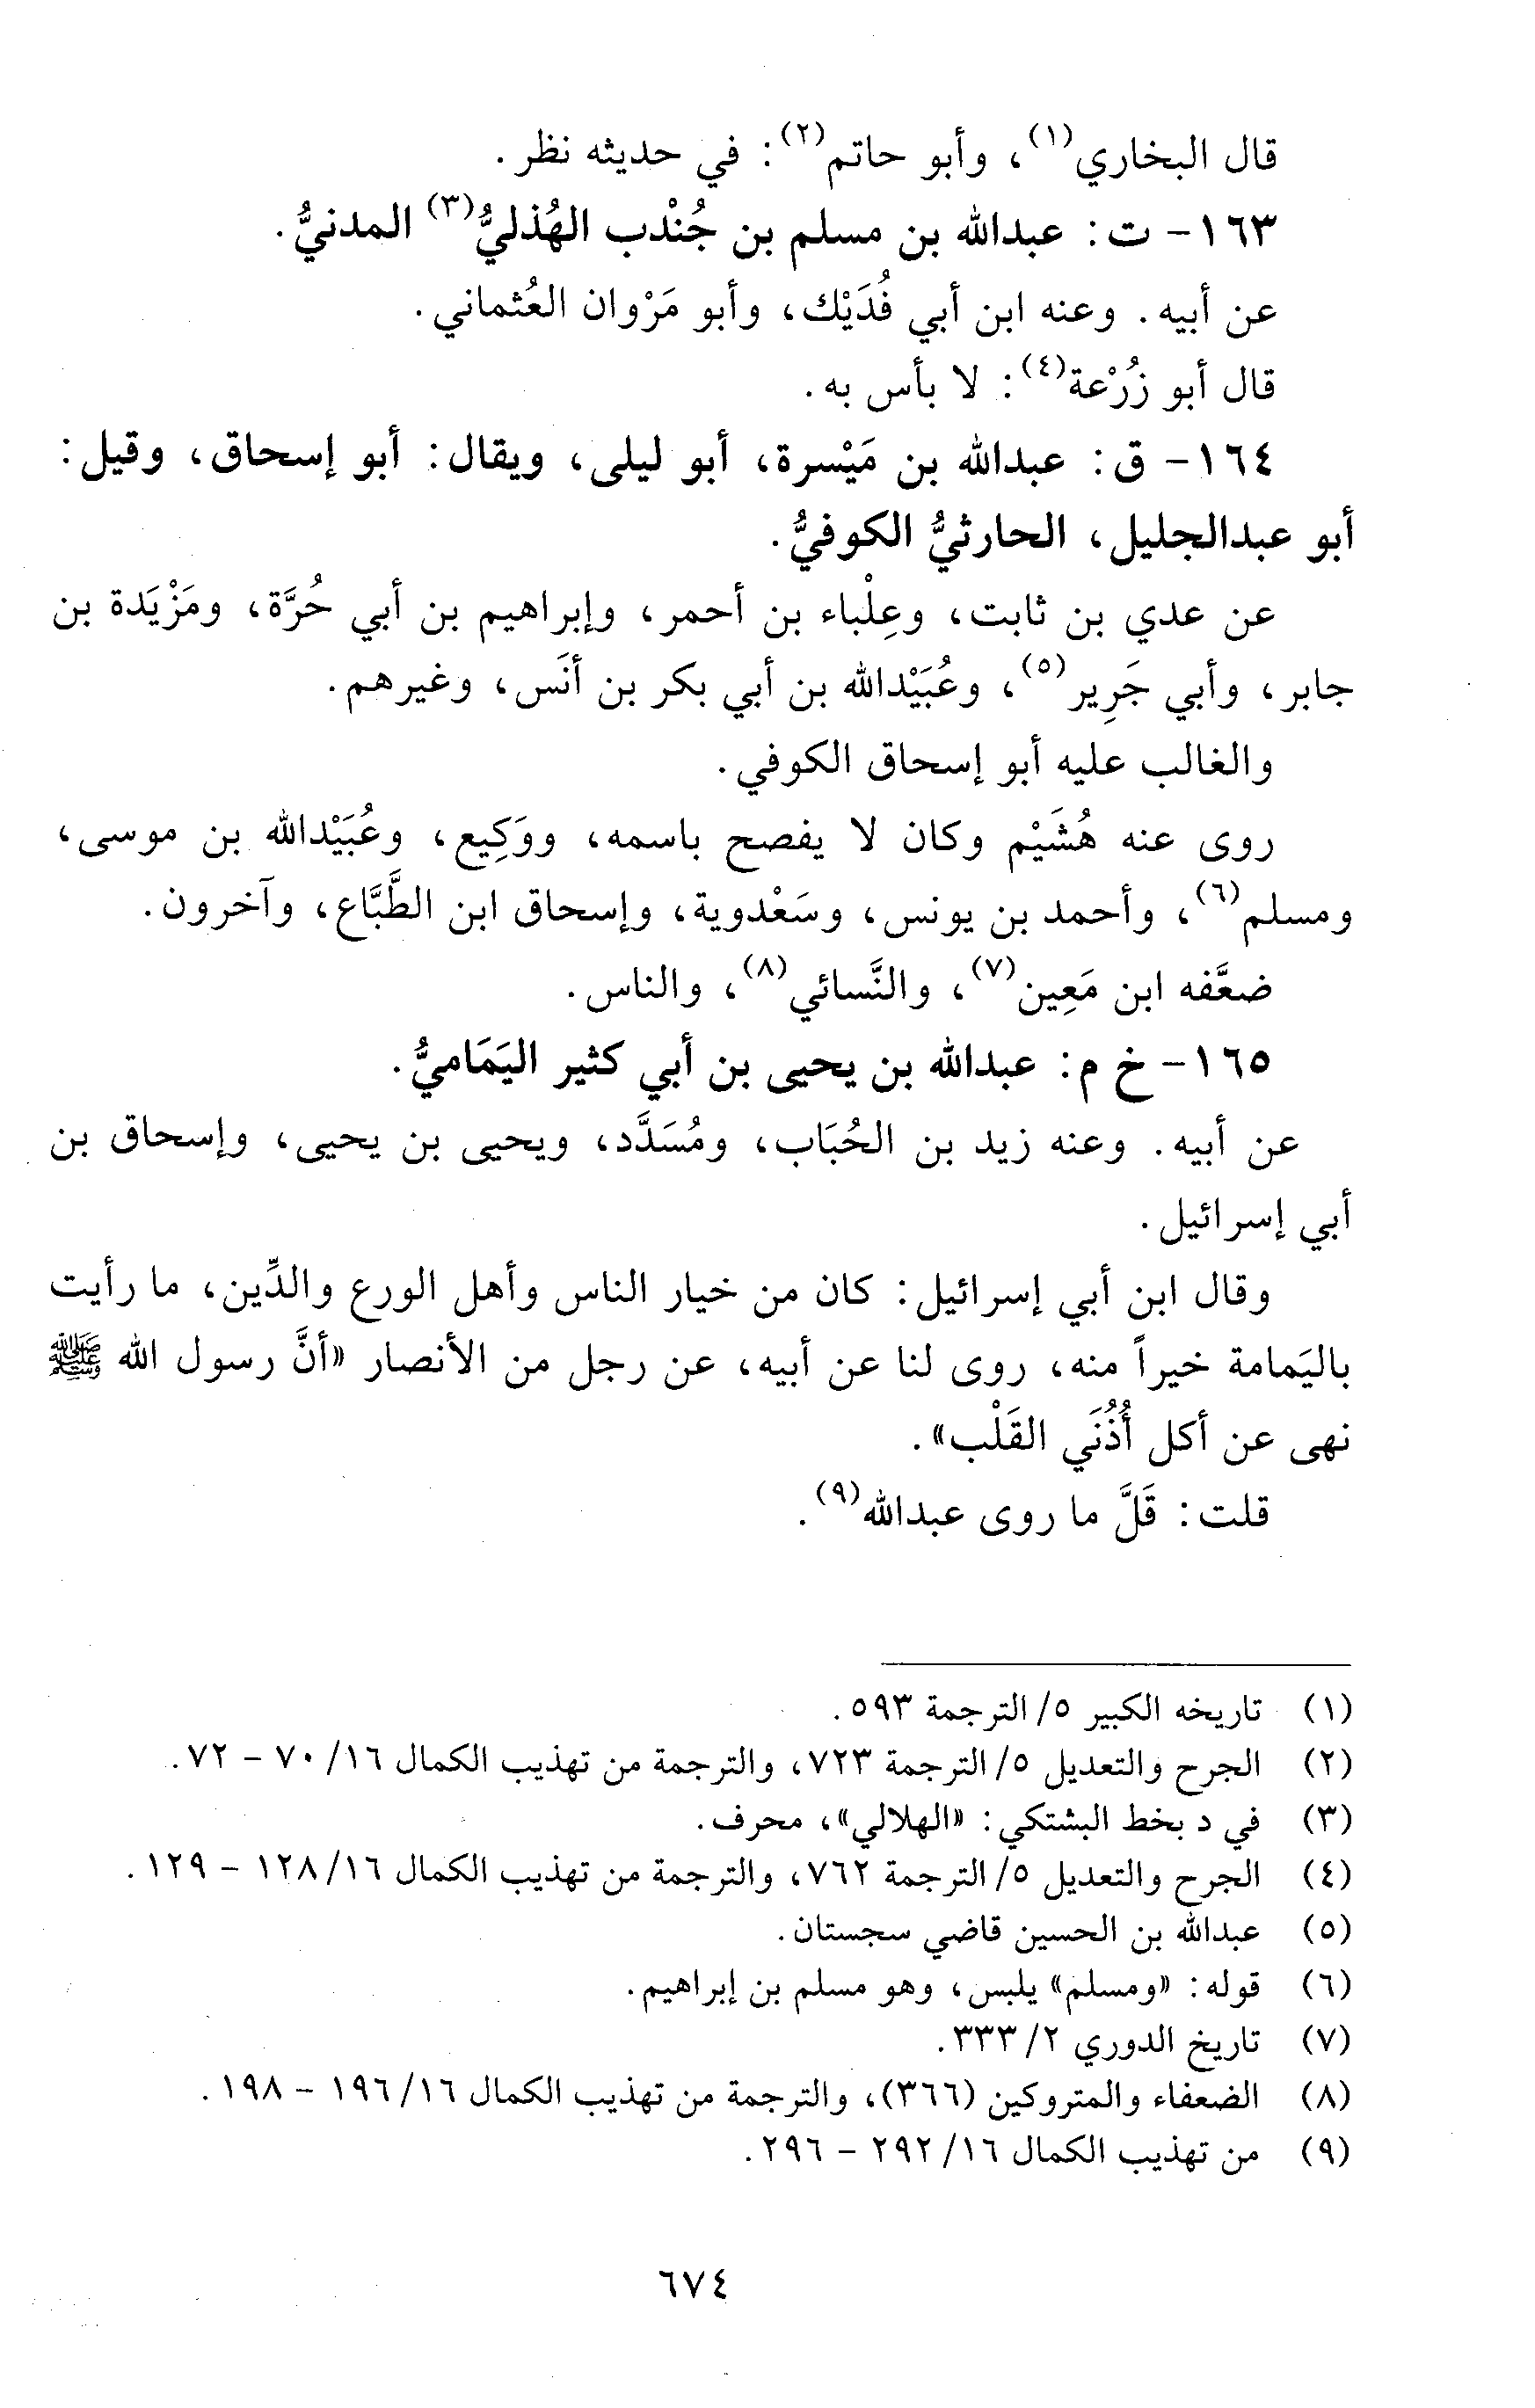 قال البخاري(١)، وأبو حاتم(٢): في حديثه نظر.
١٦٣- ت: عبدالله بن مسلم بن جُنْدب الهُذليُّ(٣) المدنيُّ.
عن أبيه. وعنه ابن أبي فُدَيْك، وأبو مَرْوان العُثماني.
قال أبو زُرْعة(٤): لا بأس به.
١٦٤- ق: عبدالله بن مَيْسرة، أبو ليلى، ويقال: أبو إسحاق، وقيل:
أبو عبدالجليل، الحارثيُّ الكوفيُّ.
عن عدي بن ثابت، وعِلْباء بن أحمر، وإبراهيم بن أبي حُرَّة، ومَزْيَدة بن
جابر، وأبي جَرِير(٥)، وعُبَيْدالله بن أبي بكر بن أنَس، وغيرهم.
والغالب عليه أبو إسحاق الكوفي.
روى عنه هُشَيْم وكان لا يفصح باسمه، ووَكِيع، وعُبَيْدالله بن موسى،
ومسلم(٦)، وأحمد بن يونس، وسَعْدوية، وإسحاق ابن الطَّبَّاع، وآخرون.
ضعَّفه ابن مَعِين(٧)، والنَّسائي(٨)، والناس.
١٦٥- خ م: عبدالله بن يحيى بن أبي كثير اليَمَاميُّ.
عن أبيه. وعنه زيد بن الحُبَاب، ومُسَدَّد، ويحيى بن يحيى، وإسحاق بن
أبي إسرائيل.
وقال ابن أبي إسرائيل: كان من خيار الناس وأهل الورع والدِّين، ما رأيت
باليَمامة خيراً منه، روى لنا عن أبيه، عن رجل من الأنصار «أنَّ رسول الله ﷺ
نهى عن أكل أُذُنَي القَلْب».
قلت: قَلَّ ما روى عبدالله(٩).
(١) تاريخه الكبير ٥/ الترجمة ٥٩٣.
(٢) الجرح والتعديل ٥/ الترجمة ٧٢٣، والترجمة من تهذيب الكمال ١٦/ ٧٠ - ٧٢.
(٣) في د بخط البشتكي: «الهلالي»، محرف.
(٤) الجرح والتعديل ٥/ الترجمة ٧٦٢، والترجمة من تهذيب الكمال ١٦/ ١٢٨ - ١٢٩.
(٥) عبدالله بن الحسين قاضي سجستان.
(٦) قوله: «ومسلم» يلبس، وهو مسلم بن إبراهيم.
(٧) تاريخ الدوري ٢/ ٣٣٣.
(٨) الضعفاء والمتروكين (٣٦٦)، والترجمة من تهذيب الكمال ١٦/ ١٩٦ - ١٩٨.
(٩) من تهذيب الكمال ١٦/ ٢٩٢ - ٢٩٦.
٦٧٤